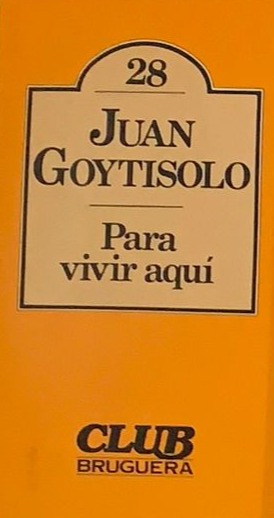 28
JUAN
GOYTISOLO
Para
vivir aquí
CLUB
BRUGUERA